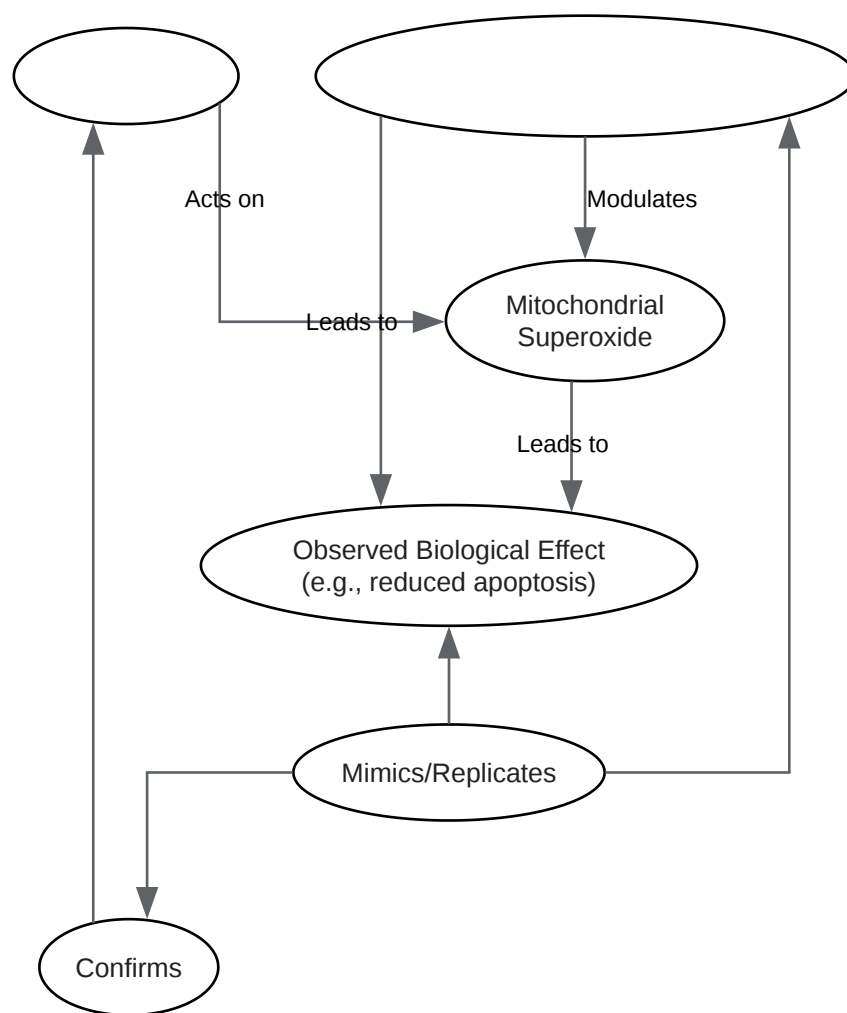 Acts on
Modulates
Mitochondrial
Superoxide
Leads to
Leads to
Observed Biological Effect
(e.g., reduced apoptosis)
Mimics/Replicates
Confirms